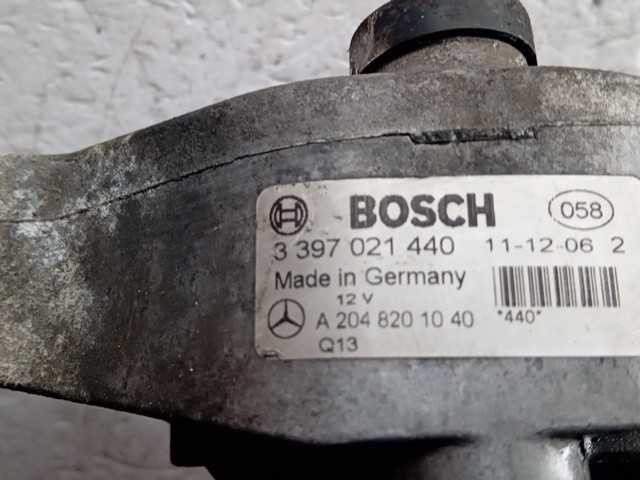 BOSCH 058
3 397 021 440 11-12-06 2
Made in Germany
12 V
A 204 820 10 40 *440*
Q13